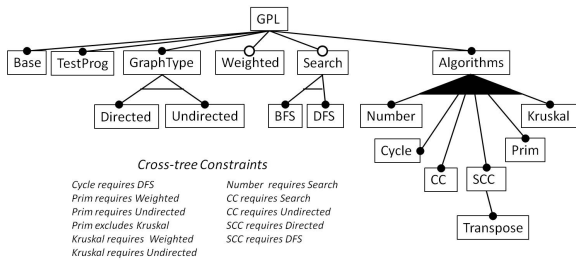 GPL
Base TestProg GraphType Weighted Search Algorithms
Directed Undirected BFS DFS Number Kruskal
Cycle Prim
CC SCC
Transpose
Cross-tree Constraints
Cycle requires DFS
Prim requires Weighted
Prim requires Undirected
Prim excludes Kruskal
Kruskal requires Weighted
Kruskal requires Undirected
Number requires Search
CC requires Search
CC requires Undirected
SCC requires Directed
SCC requires DFS